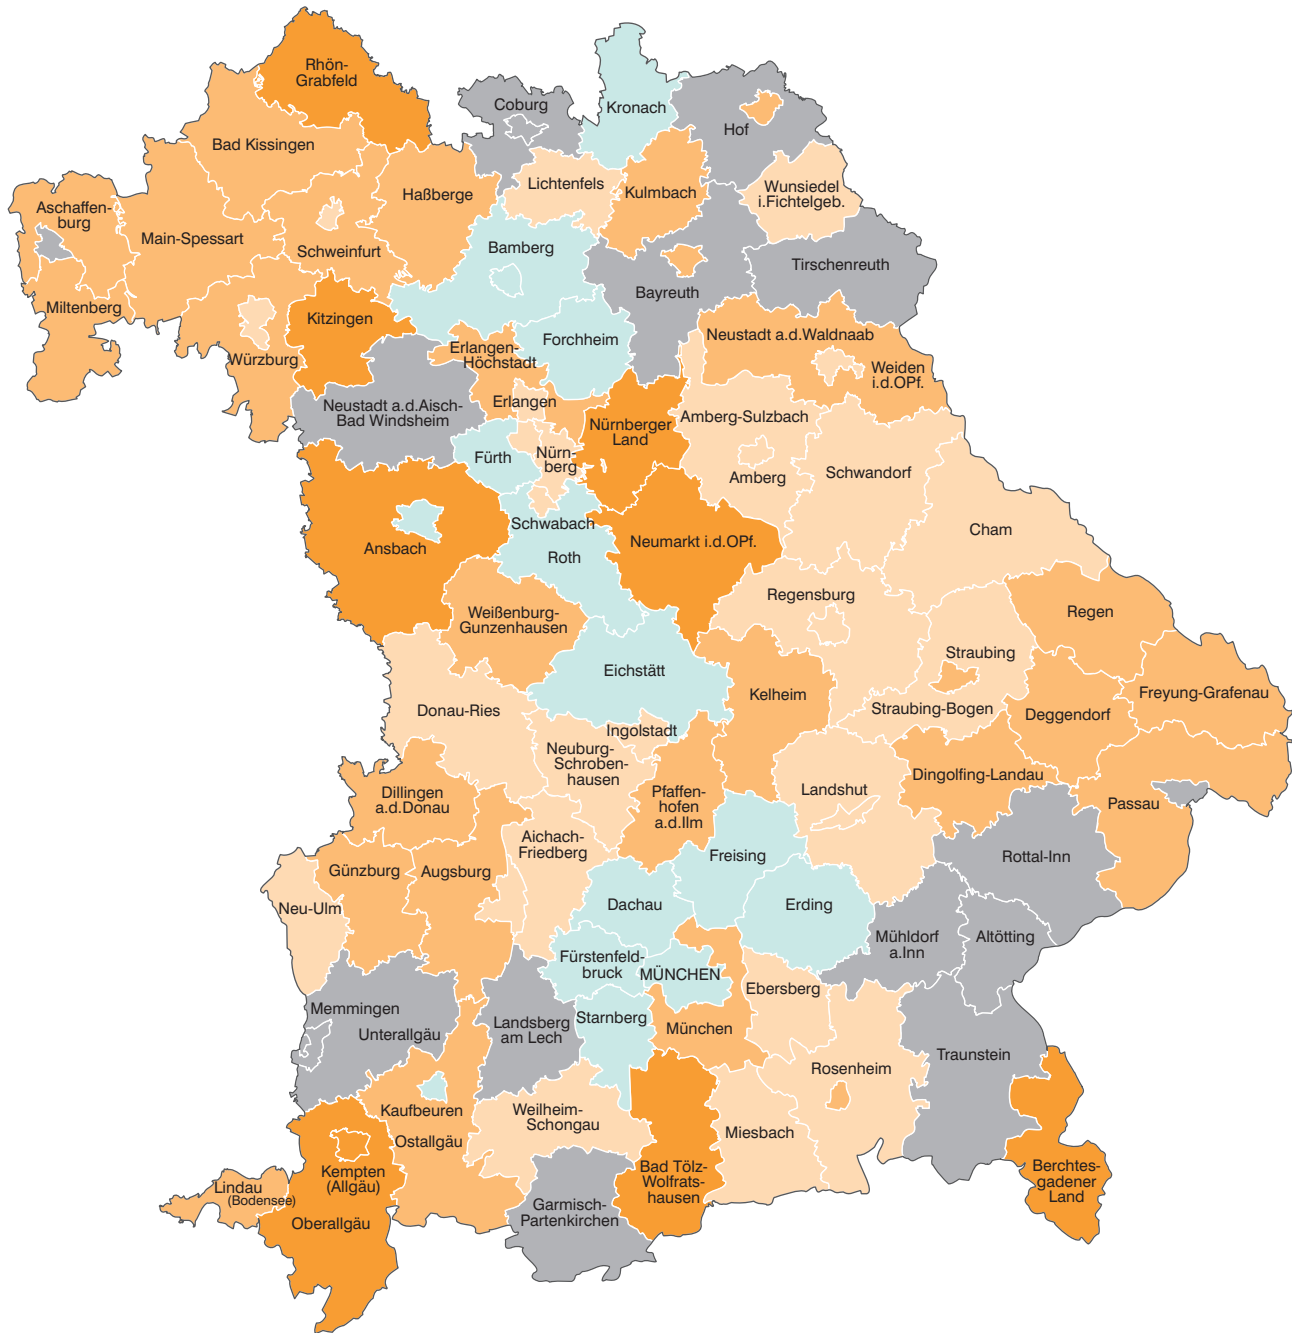 Rhön-
Grabfeld
Coburg
Kronach
Hof
Bad Kissingen
Haßberge
Lichtenfels
Kulmbach
Wunsiedel
i.Fichtelgeb.
Aschaffen-
burg
Main-Spessart
Schweinfurt
Bamberg
Bayreuth
Tirschenreuth
Miltenberg
Kitzingen
Würzburg
Erlangen-
Höchstadt
Forchheim
Neustadt a.d.Waldnaab
Weiden
i.d.OPf.
Neustadt a.d.Aisch-
Bad Windsheim
Erlangen
Nürnberger
Land
Amberg-Sulzbach
Fürth
Nürn-
berg
Amberg
Schwandorf
Cham
Ansbach
Schwabach
Roth
Neumarkt i.d.OPf.
Weißenburg-
Gunzenhausen
Regensburg
Regen
Eichstätt
Straubing
Kelheim
Straubing-Bogen
Deggendorf
Freyung-Grafenau
Donau-Ries
Ingolstadt
Neuburg-
Schroben-
hausen
Dillingen
a.d.Donau
Pfaffen-
hofen
a.d.Ilm
Landshut
Dingolfing-Landau
Passau
Aichach-
Friedberg
Freising
Rottal-Inn
Günzburg
Augsburg
Neu-Ulm
Dachau
Erding
Mühldorf
a.Inn
Altötting
Fürstenfeld-
bruck
MÜNCHEN
Ebersberg
Memmingen
Unterallgäu
Landsberg
am Lech
Starnberg
München
Traunstein
Rosenheim
Kaufbeuren
Ostallgäu
Weilheim-
Schongau
Miesbach
Kempten
(Allgäu)
Lindau
(Bodensee)
Oberallgäu
Bad Tölz-
Wolfrats-
hausen
Garmisch-
Partenkirchen
Berchtes-
gadener
Land